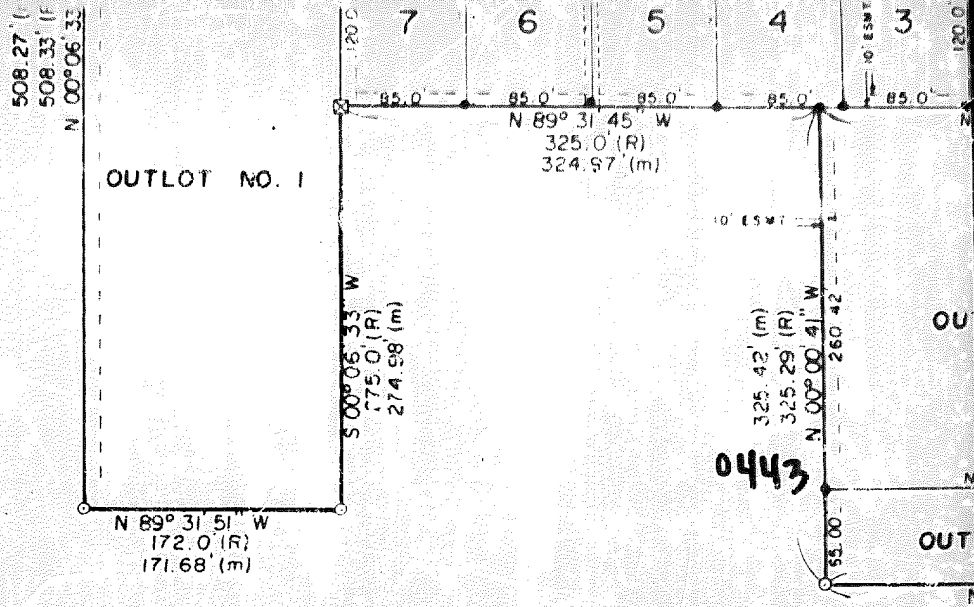 508.27'
508.33'
N 00° 06' 33
120.0
7
6
5
4
3
10' ESMT
120.0'
85.0'
85.0'
85.0'
85.0'
85.0'
N 89° 31' 45" W
325.0' (R)
324.97' (m)
OUTLOT NO. 1
10' ESMT
S 00° 06' 33" W
275.0' (R)
274.98' (m)
325.42' (m)
325.29' (R)
N 00° 00' 41" W
260.42'
OUT
0443
N 89° 31' 51" W
172.0' (R)
171.68' (m)
55.00'
OUT